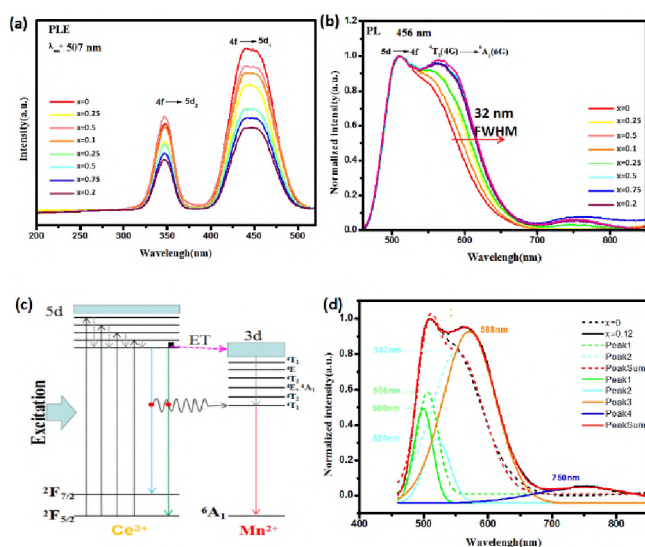 (a)
PLE
λem= 507 nm
4f → 5d1
4f → 5d2
Intensity(a.u.)
x=0
x=0.25
x=0.5
x=0.1
x=0.25
x=0.5
x=0.75
x=0.2
200 250 300 350 400 450 500
Wavelengh(nm)
(b)
PL 456 nm
5d → 4f
4T1(4G) → 6A1(6G)
32 nm
FWHM
Normalized Intensity(a.u.)
1.0
0.8
0.6
0.4
0.2
0.0
x=0
x=0.25
x=0.5
x=0.1
x=0.25
x=0.5
x=0.75
x=0.2
500 600 700 800
Wavelengh(nm)
(c)
5d
ET
3d
⁴T₁
⁴E
⁴T₂
⁴E, ⁴A₁
⁴T₂
⁴T₁
Excitation
²F₇/₂
²F₅/₂
⁶A₁
Ce³⁺
Mn²⁺
(d)
Normalized intensity(a.u.)
1.0
0.8
0.6
0.4
0.2
0.0
588nm
562nm
505nm
500nm
520nm
750nm
x=0
x=0.12
Peak1
Peak2
PeakSum
Peak1
Peak2
Peak3
Peak4
PeakSum
400 500 600 700 800
Wavelength(nm)